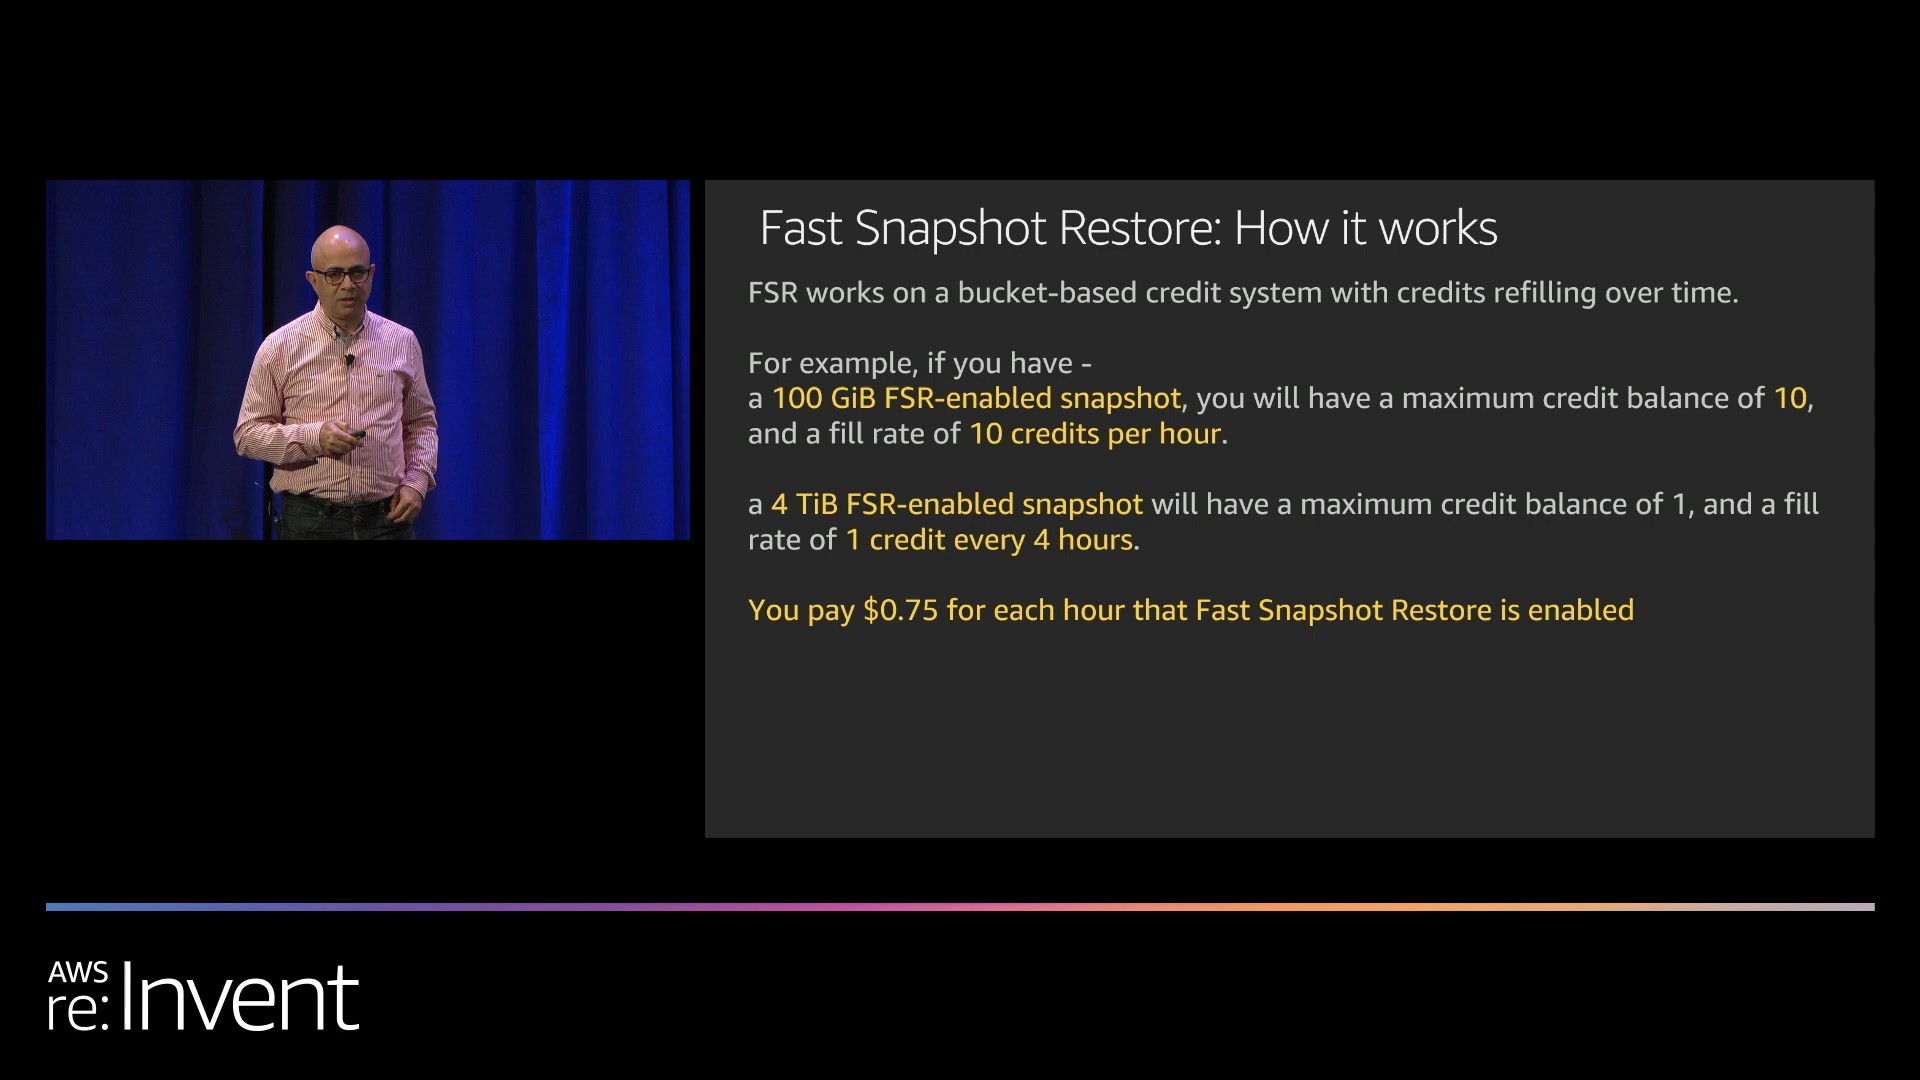 Fast Snapshot Restore: How it works
FSR works on a bucket-based credit system with credits refilling over time.
For example, if you have -
a 100 GiB FSR-enabled snapshot, you will have a maximum credit balance of 10,
and a fill rate of 10 credits per hour.
a 4 TiB FSR-enabled snapshot will have a maximum credit balance of 1, and a fill
rate of 1 credit every 4 hours.
You pay $0.75 for each hour that Fast Snapshot Restore is enabled
AWS
re:Invent